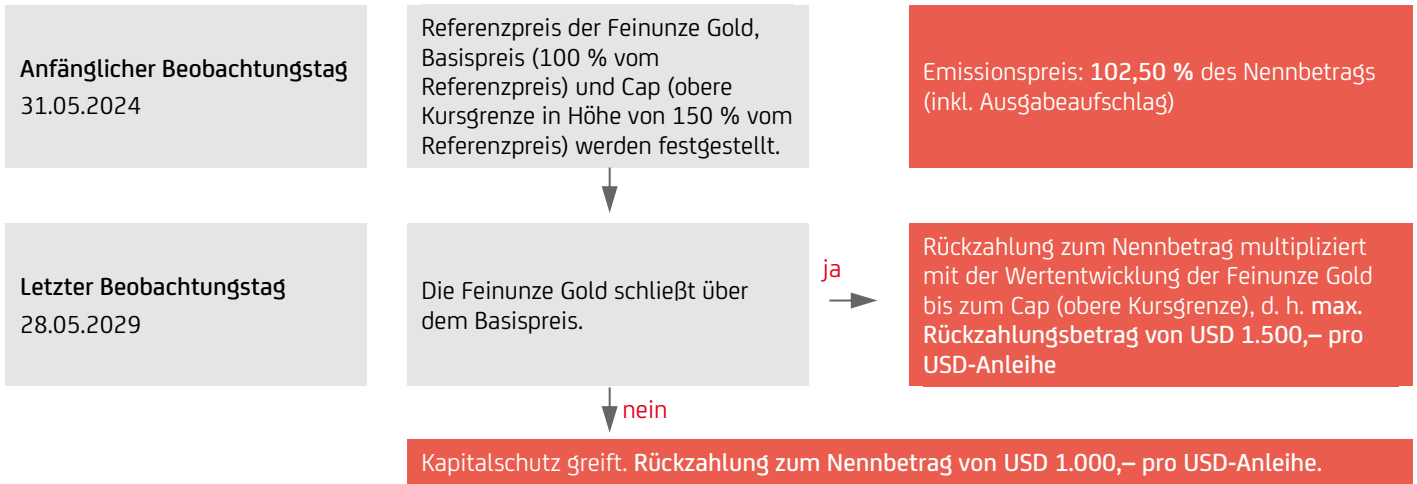 Anfänglicher Beobachtungstag
31.05.2024
Referenzpreis der Feinunze Gold,
Basispreis (100 % vom
Referenzpreis) und Cap (obere
Kursgrenze in Höhe von 150 % vom
Referenzpreis) werden festgestellt.
Emissionspreis: 102,50 % des Nennbetrags
(inkl. Ausgabeaufschlag)
Letzter Beobachtungstag
28.05.2029
Die Feinunze Gold schließt über
dem Basispreis.
ja
Rückzahlung zum Nennbetrag multipliziert
mit der Wertentwicklung der Feinunze Gold
bis zum Cap (obere Kursgrenze), d. h. max.
Rückzahlungsbetrag von USD 1.500,– pro
USD-Anleihe
nein
Kapitalschutz greift. Rückzahlung zum Nennbetrag von USD 1.000,– pro USD-Anleihe.